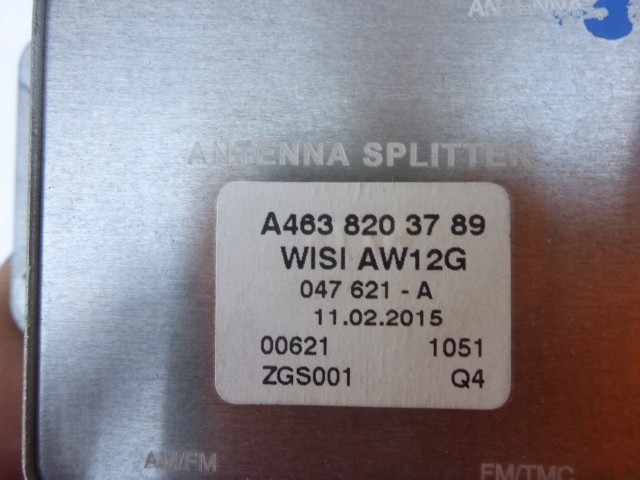 ANTENNA
ANTENNA SPLITTER
A463 820 37 89
WISI AW12G
047 621 - A
11.02.2015
00621 1051
ZGS001 Q4
AM/FM
FM/TMC